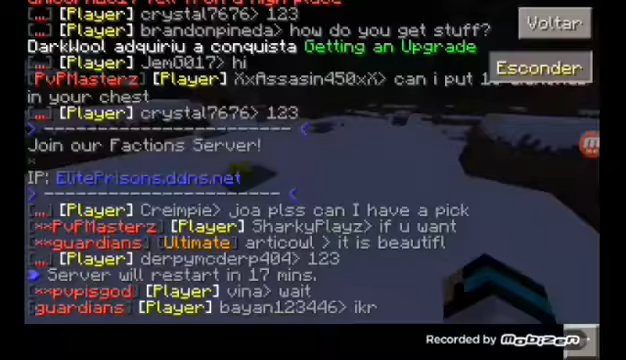 [...] [Player] crystal7676> 123
[...] [Player] brandonpineda> how do you get stuff?
DarkWool adquiriu a conquista Getting an Upgrade
[...] [Player] JemG017> hi
[PvPMasterz] [Player] XxAssasin450xX> can i put
in your chest
[...] [Player] crystal7676> 123
> ----------------------- <
Join our Factions Server!
IP: ElitePrisons.ddns.net
> ----------------------- <
[...] [Player] Creimpie> joa plss can I have a pick
[**PvPMasterz] [Player] SharkyPlayz> if u want
[**guardians] [Ultimate] articowl > it is beautifl
[...] [Player] derpymcderp404> 123
Server will restart in 17 mins.
[**pvpisgod] [Player] vina> wait
[guardians] [Player] bayan123446> ikr
Voltar
Esconder
Recorded by Mobizen